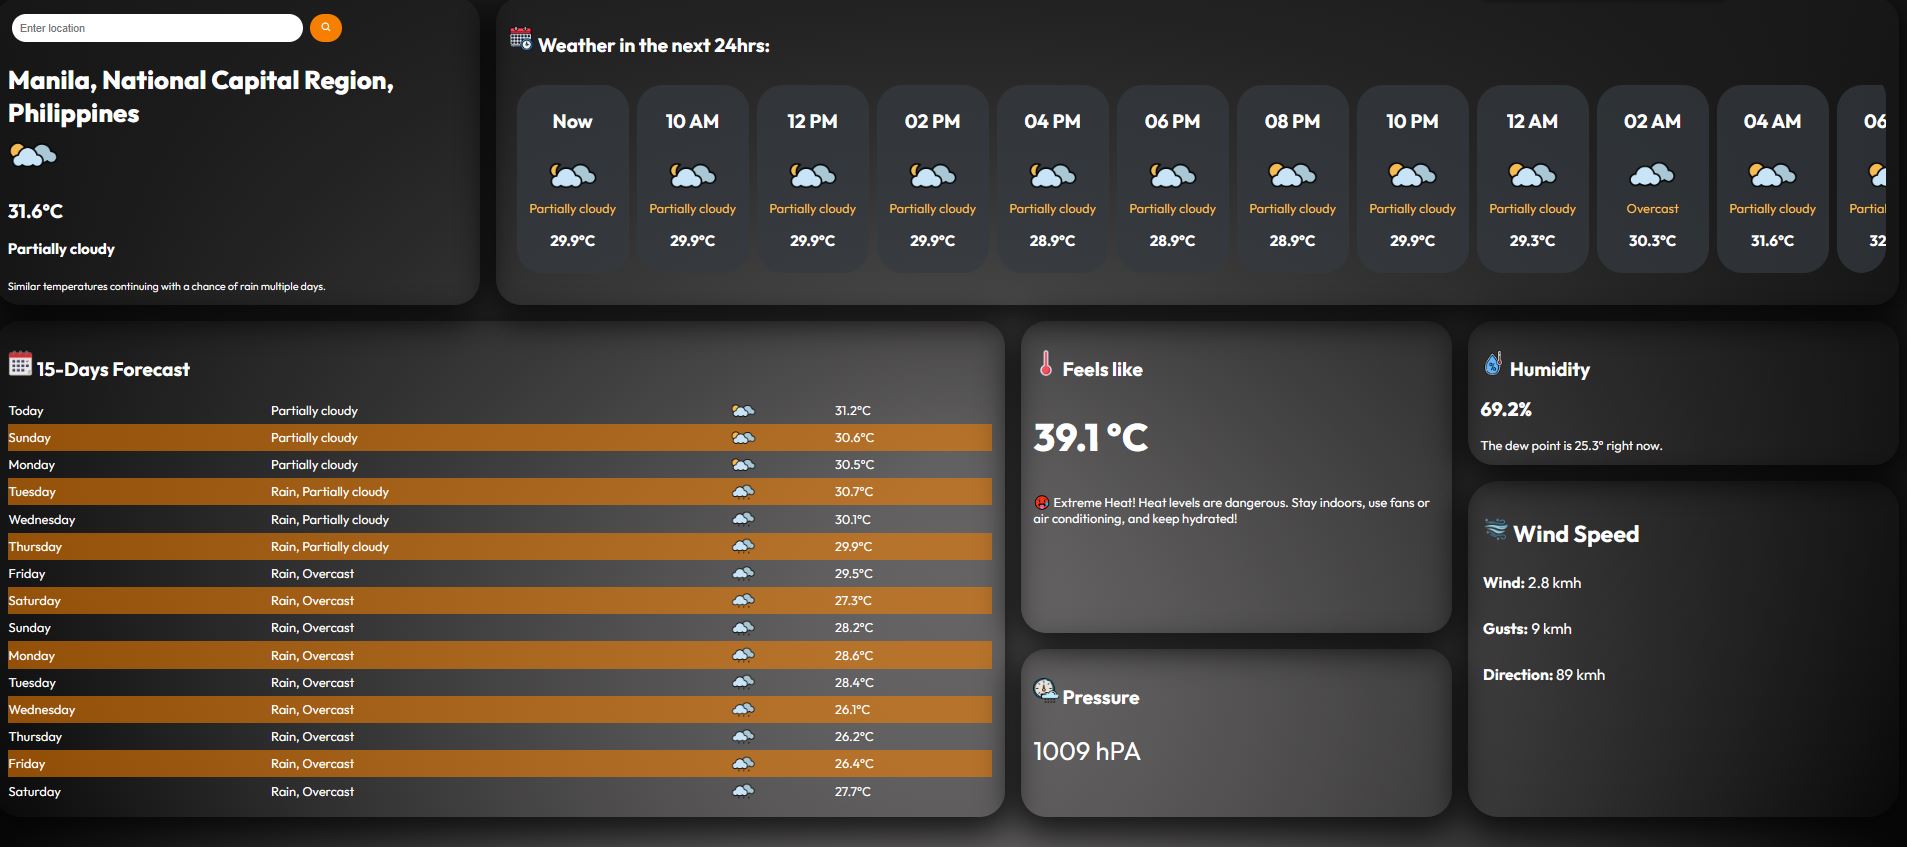 Enter location
Manila, National Capital Region,
Philippines
31.6°C
Partially cloudy
Similar temperatures continuing with a chance of rain multiple days.
Weather in the next 24hrs:
Now 10 AM 12 PM 02 PM 04 PM 06 PM 08 PM 10 PM 12 AM 02 AM 04 AM 06
Partially cloudy Partially cloudy Partially cloudy Partially cloudy Partially cloudy Partially cloudy Partially cloudy Partially cloudy Partially cloudy Overcast Partially cloudy Partial
29.9°C 29.9°C 29.9°C 29.9°C 28.9°C 28.9°C 28.9°C 29.9°C 29.3°C 30.3°C 31.6°C 32
15-Days Forecast
Today Partially cloudy 31.2°C
Sunday Partially cloudy 30.6°C
Monday Partially cloudy 30.5°C
Tuesday Rain, Partially cloudy 30.7°C
Wednesday Rain, Partially cloudy 30.1°C
Thursday Rain, Partially cloudy 29.9°C
Friday Rain, Overcast 29.5°C
Saturday Rain, Overcast 27.3°C
Sunday Rain, Overcast 28.2°C
Monday Rain, Overcast 28.6°C
Tuesday Rain, Overcast 28.4°C
Wednesday Rain, Overcast 26.1°C
Thursday Rain, Overcast 26.2°C
Friday Rain, Overcast 26.4°C
Saturday Rain, Overcast 27.7°C
Feels like
39.1 °C
🥵 Extreme Heat! Heat levels are dangerous. Stay indoors, use fans or
air conditioning, and keep hydrated!
Pressure
1009 hPA
Humidity
69.2%
The dew point is 25.3° right now.
Wind Speed
Wind: 2.8 kmh
Gusts: 9 kmh
Direction: 89 kmh